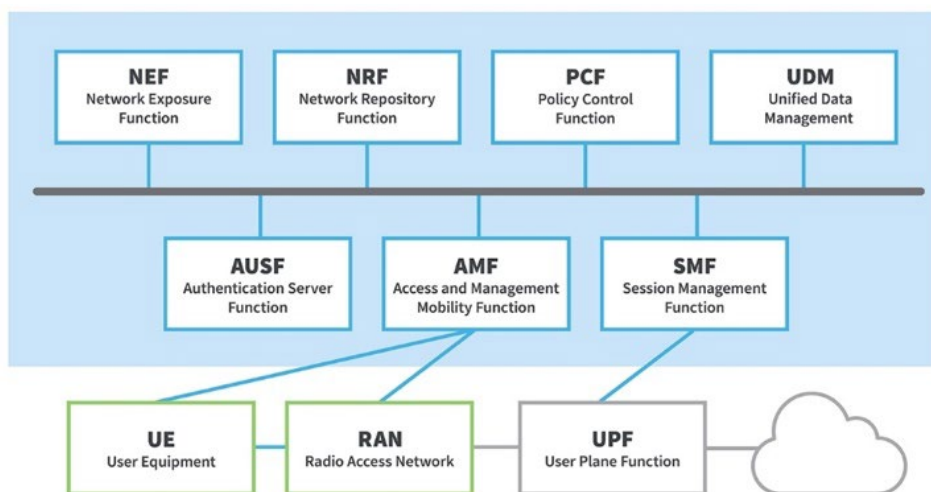 NEF
Network Exposure
Function
NRF
Network Repository
Function
PCF
Policy Control
Function
UDM
Unified Data
Management
AUSF
Authentication Server
Function
AMF
Access and Management
Mobility Function
SMF
Session Management
Function
UE
User Equipment
RAN
Radio Access Network
UPF
User Plane Function